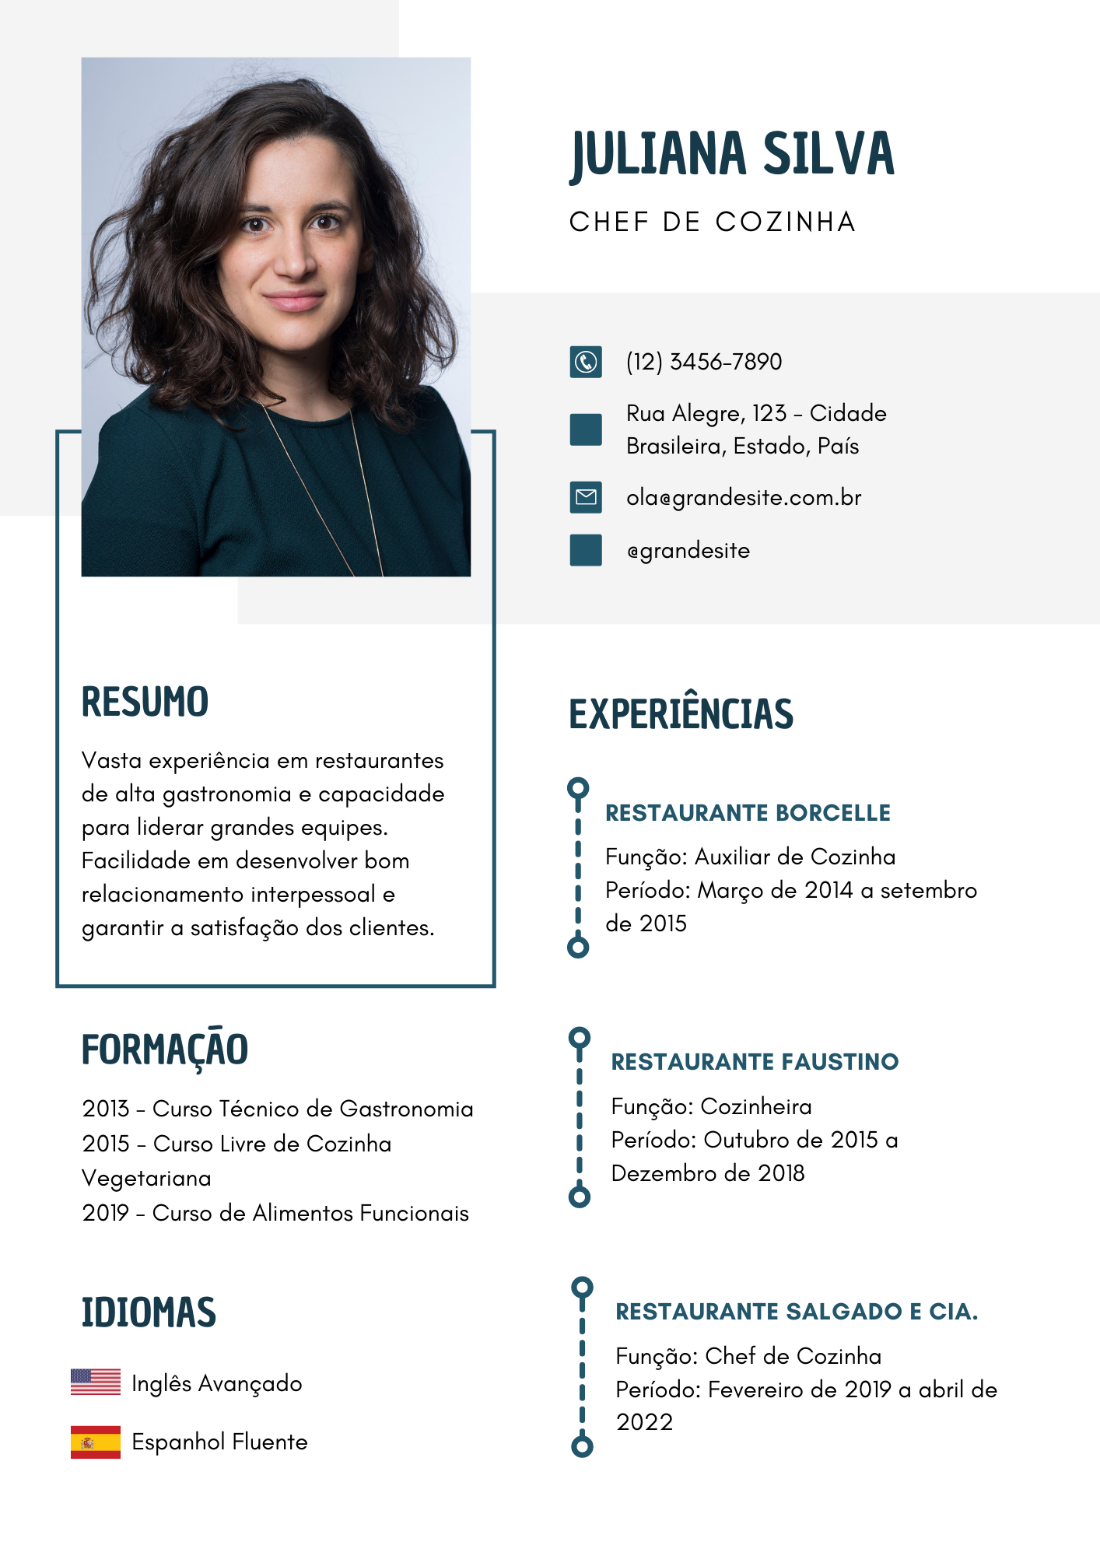 JULIANA SILVA
CHEF DE COZINHA
(12) 3456-7890
Rua Alegre, 123 - Cidade
Brasileira, Estado, País
ola@grandesite.com.br
@grandesite
RESUMO
Vasta experiência em restaurantes
de alta gastronomia e capacidade
para liderar grandes equipes.
Facilidade em desenvolver bom
relacionamento interpessoal e
garantir a satisfação dos clientes.
FORMAÇÃO
2013 - Curso Técnico de Gastronomia
2015 - Curso Livre de Cozinha
Vegetariana
2019 - Curso de Alimentos Funcionais
IDIOMAS
Inglês Avançado
Espanhol Fluente
EXPERIÊNCIAS
RESTAURANTE BORCELLE
Função: Auxiliar de Cozinha
Período: Março de 2014 a setembro
de 2015
RESTAURANTE FAUSTINO
Função: Cozinheira
Período: Outubro de 2015 a
Dezembro de 2018
RESTAURANTE SALGADO E CIA.
Função: Chef de Cozinha
Período: Fevereiro de 2019 a abril de
2022